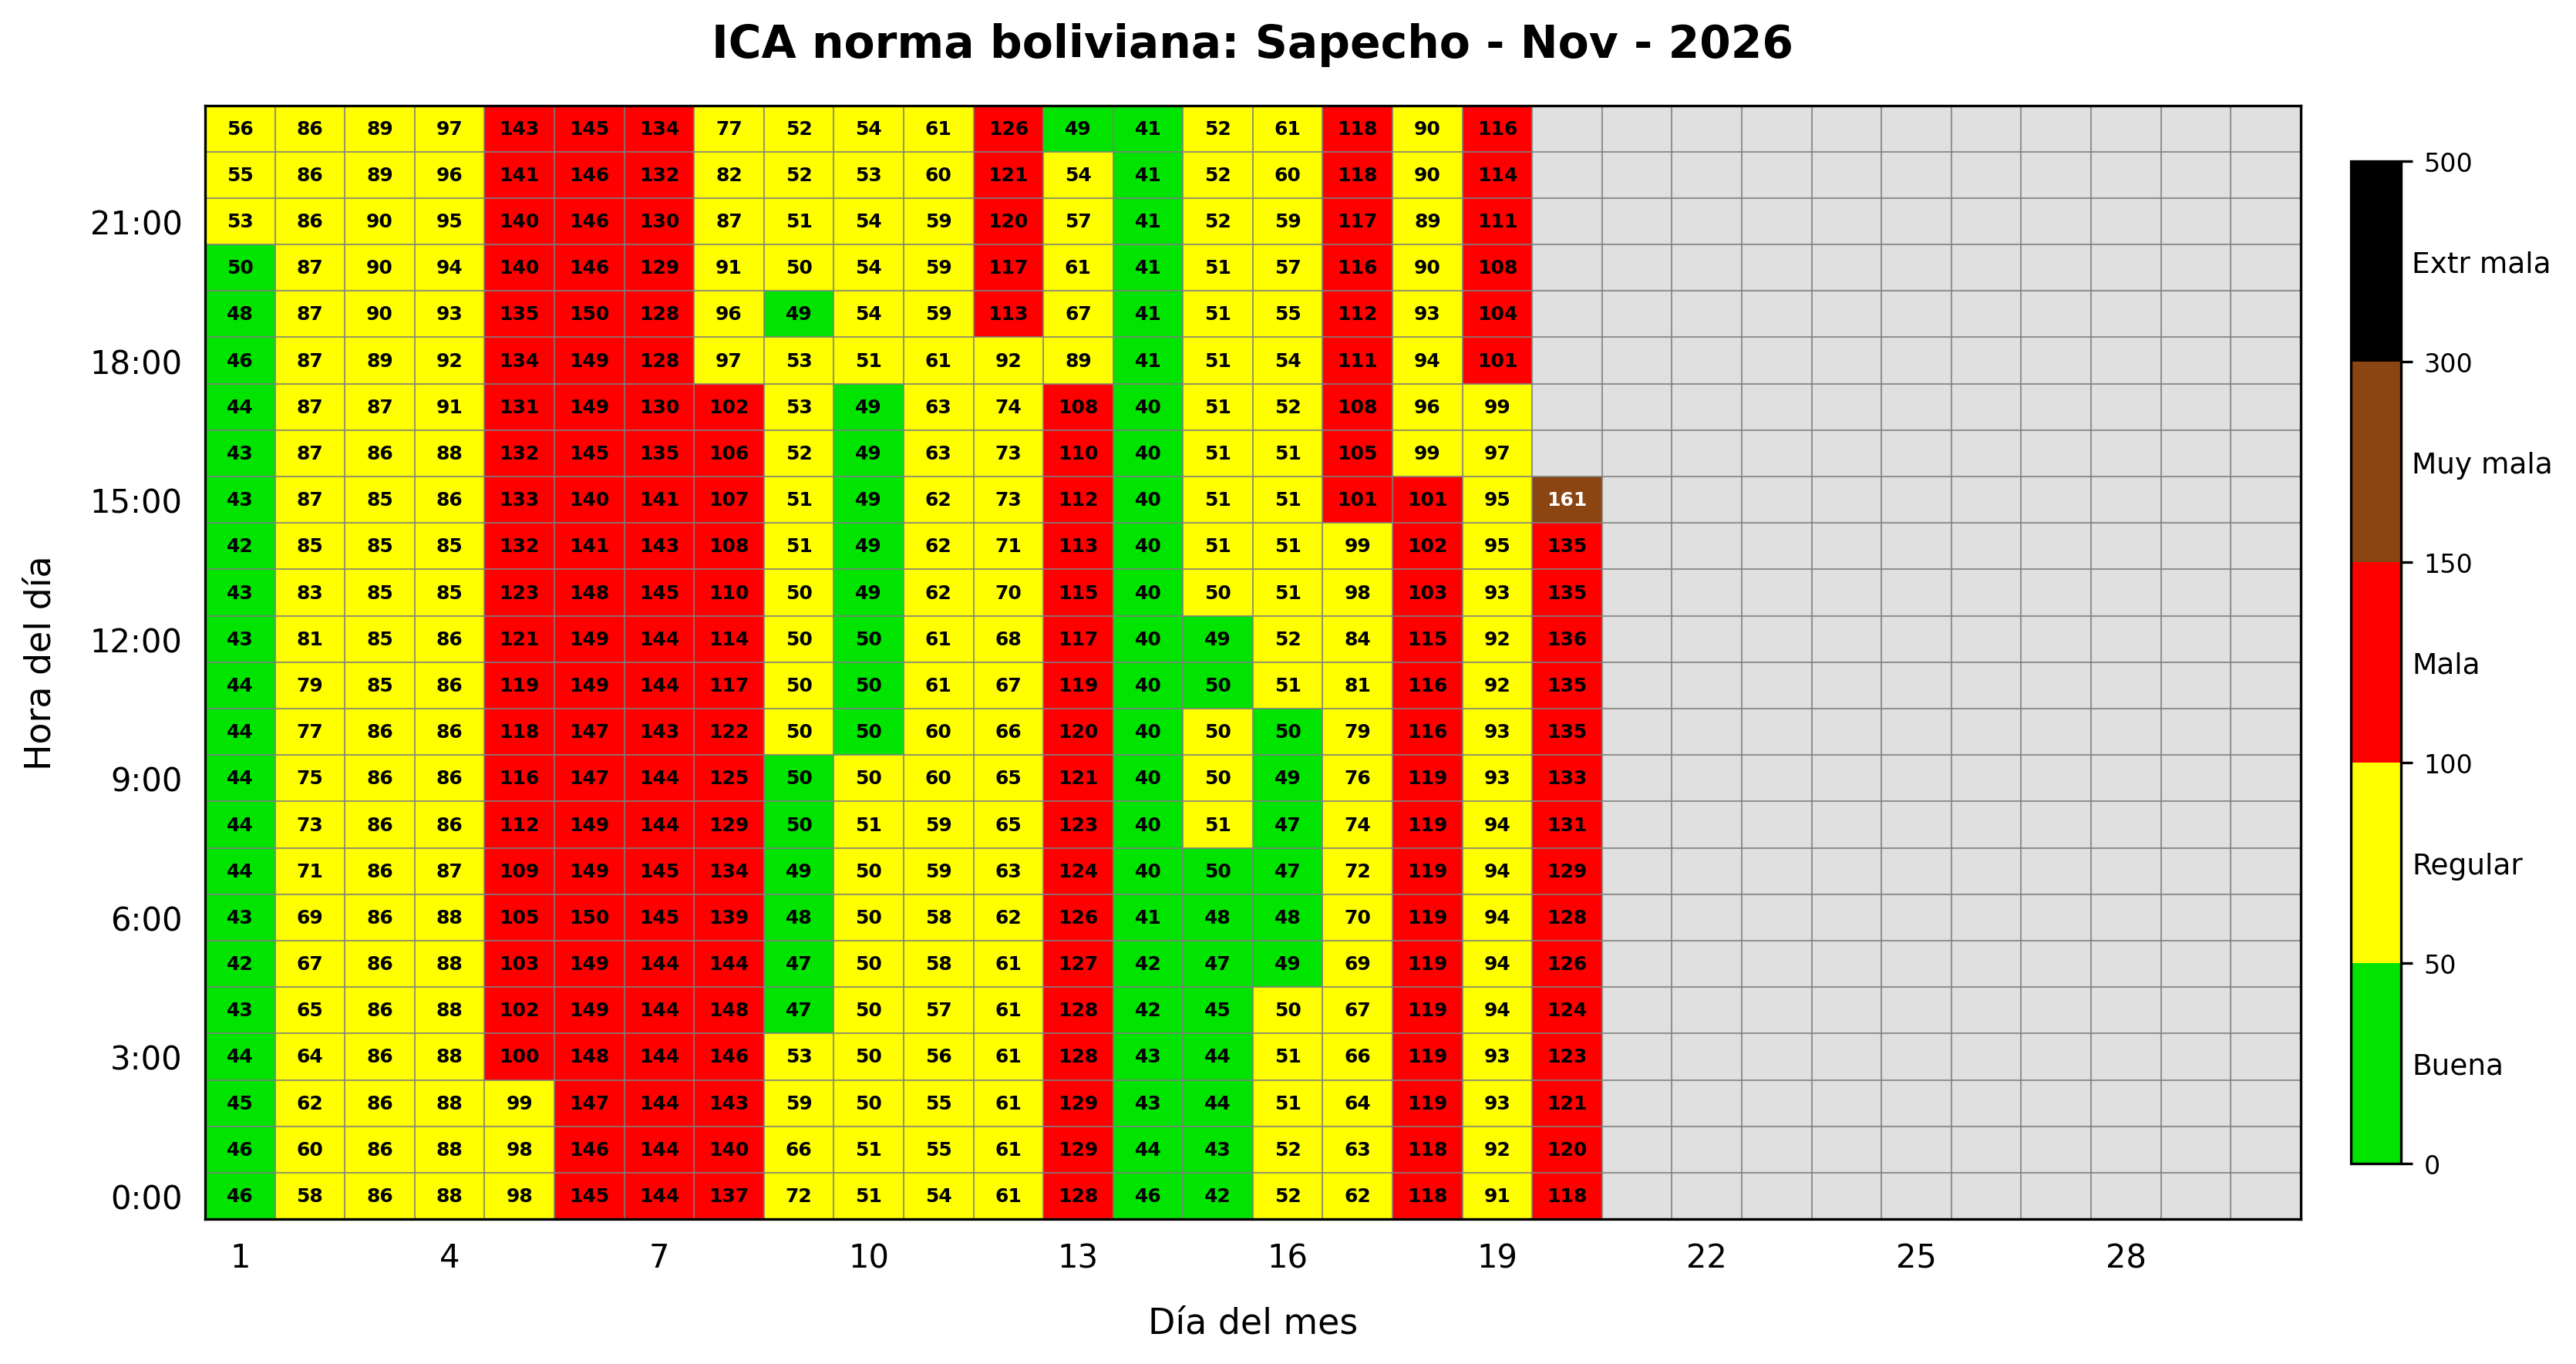 ICA norma boliviana: Sapecho - Nov - 2026
56 86 89 97 143 145 134 77 52 54 61 126 49 41 52 61 118 90 116
55 86 89 96 141 146 132 82 52 53 60 121 54 41 52 60 118 90 114
21:00 53 86 90 95 140 146 130 87 51 54 59 120 57 41 52 59 117 89 111
50 87 90 94 140 146 129 91 50 54 59 117 61 41 51 57 116 90 108
48 87 90 93 135 150 128 96 49 54 59 113 67 41 51 55 112 93 104
18:00 46 87 89 92 134 149 128 97 53 51 61 92 89 41 51 54 111 94 101
44 87 87 91 131 149 130 102 53 49 63 74 108 40 51 52 108 96 99
43 87 86 88 132 145 135 106 52 49 63 73 110 40 51 51 105 99 97
15:00 43 87 85 86 133 140 141 107 51 49 62 73 112 40 51 51 101 101 95 161
42 85 85 85 132 141 143 108 51 49 62 71 113 40 51 51 99 102 95 135
43 83 85 85 123 148 145 110 50 49 62 70 115 40 50 51 98 103 93 135
12:00 43 81 85 86 121 149 144 114 50 50 61 68 117 40 49 52 84 115 92 136
44 79 85 86 119 149 144 117 50 50 61 67 119 40 50 51 81 116 92 135
44 77 86 86 118 147 143 122 50 50 60 66 120 40 50 50 79 116 93 135
9:00 44 75 86 86 116 147 144 125 50 50 60 65 121 40 50 49 76 119 93 133
44 73 86 86 112 149 144 129 50 51 59 65 123 40 51 47 74 119 94 131
44 71 86 87 109 149 145 134 49 50 59 63 124 40 50 47 72 119 94 129
6:00 43 69 86 88 105 150 145 139 48 50 58 62 126 41 48 48 70 119 94 128
42 67 86 88 103 149 144 144 47 50 58 61 127 42 47 49 69 119 94 126
43 65 86 88 102 149 144 148 47 50 57 61 128 42 45 50 67 119 94 124
3:00 44 64 86 88 100 148 144 146 53 50 56 61 128 43 44 51 66 119 93 123
45 62 86 88 99 147 144 143 59 50 55 61 129 43 44 51 64 119 93 121
46 60 86 88 98 146 144 140 66 51 55 61 129 44 43 52 63 118 92 120
0:00 46 58 86 88 98 145 144 137 72 51 54 61 128 46 42 52 62 118 91 118
1 4 7 10 13 16 19 22 25 28
Día del mes
Hora del día
500
Extr mala
300
Muy mala
150
Mala
100
Regular
50
Buena
0